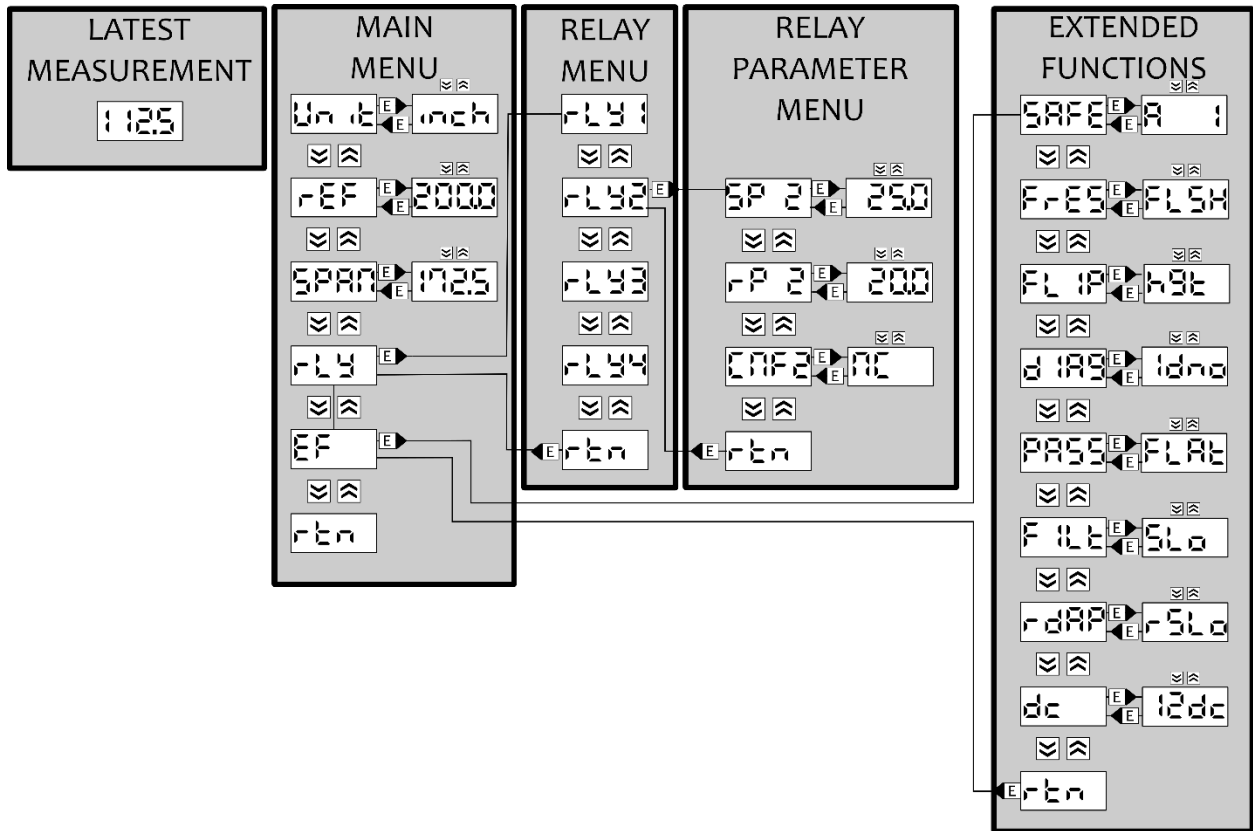 LATEST
MEASUREMENT
112.5
MAIN
MENU
Unit E E inch
rEF E E 200.0
SPAN E E 172.5
rLY E
EF E
rtn
RELAY
MENU
rLY1
rLY2 E
rLY3
rLY4
E rtn
RELAY
PARAMETER
MENU
SP 2 E E 25.0
rP 2 E E 20.0
CNF2 E E NC
E rtn
EXTENDED
FUNCTIONS
SAFE E E A 1
FrES E E FLSH
FLIP E E hgt
dIAg E E Idno
PASS E E FLAt
FILt E E SLo
rdAP E E rSLo
dc E E 12dc
E rtn